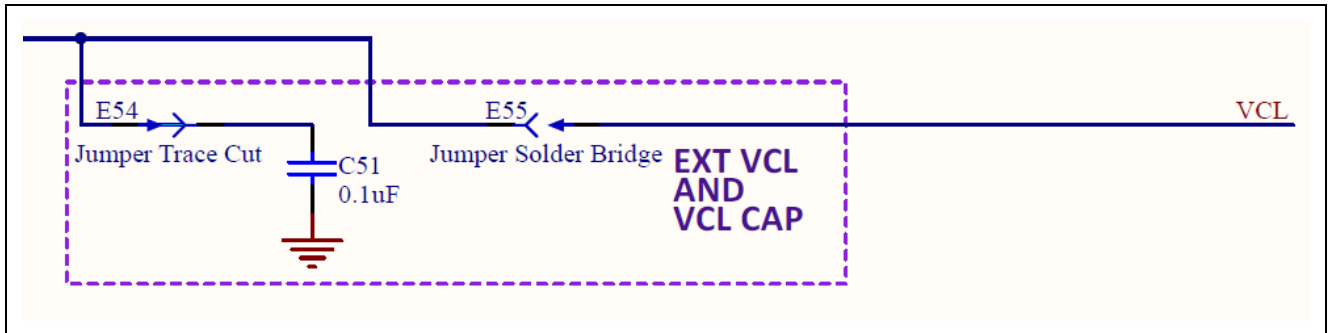 E54
E55
VCL
Jumper Trace Cut
Jumper Solder Bridge
C51
0.1uF
EXT VCL
AND
VCL CAP